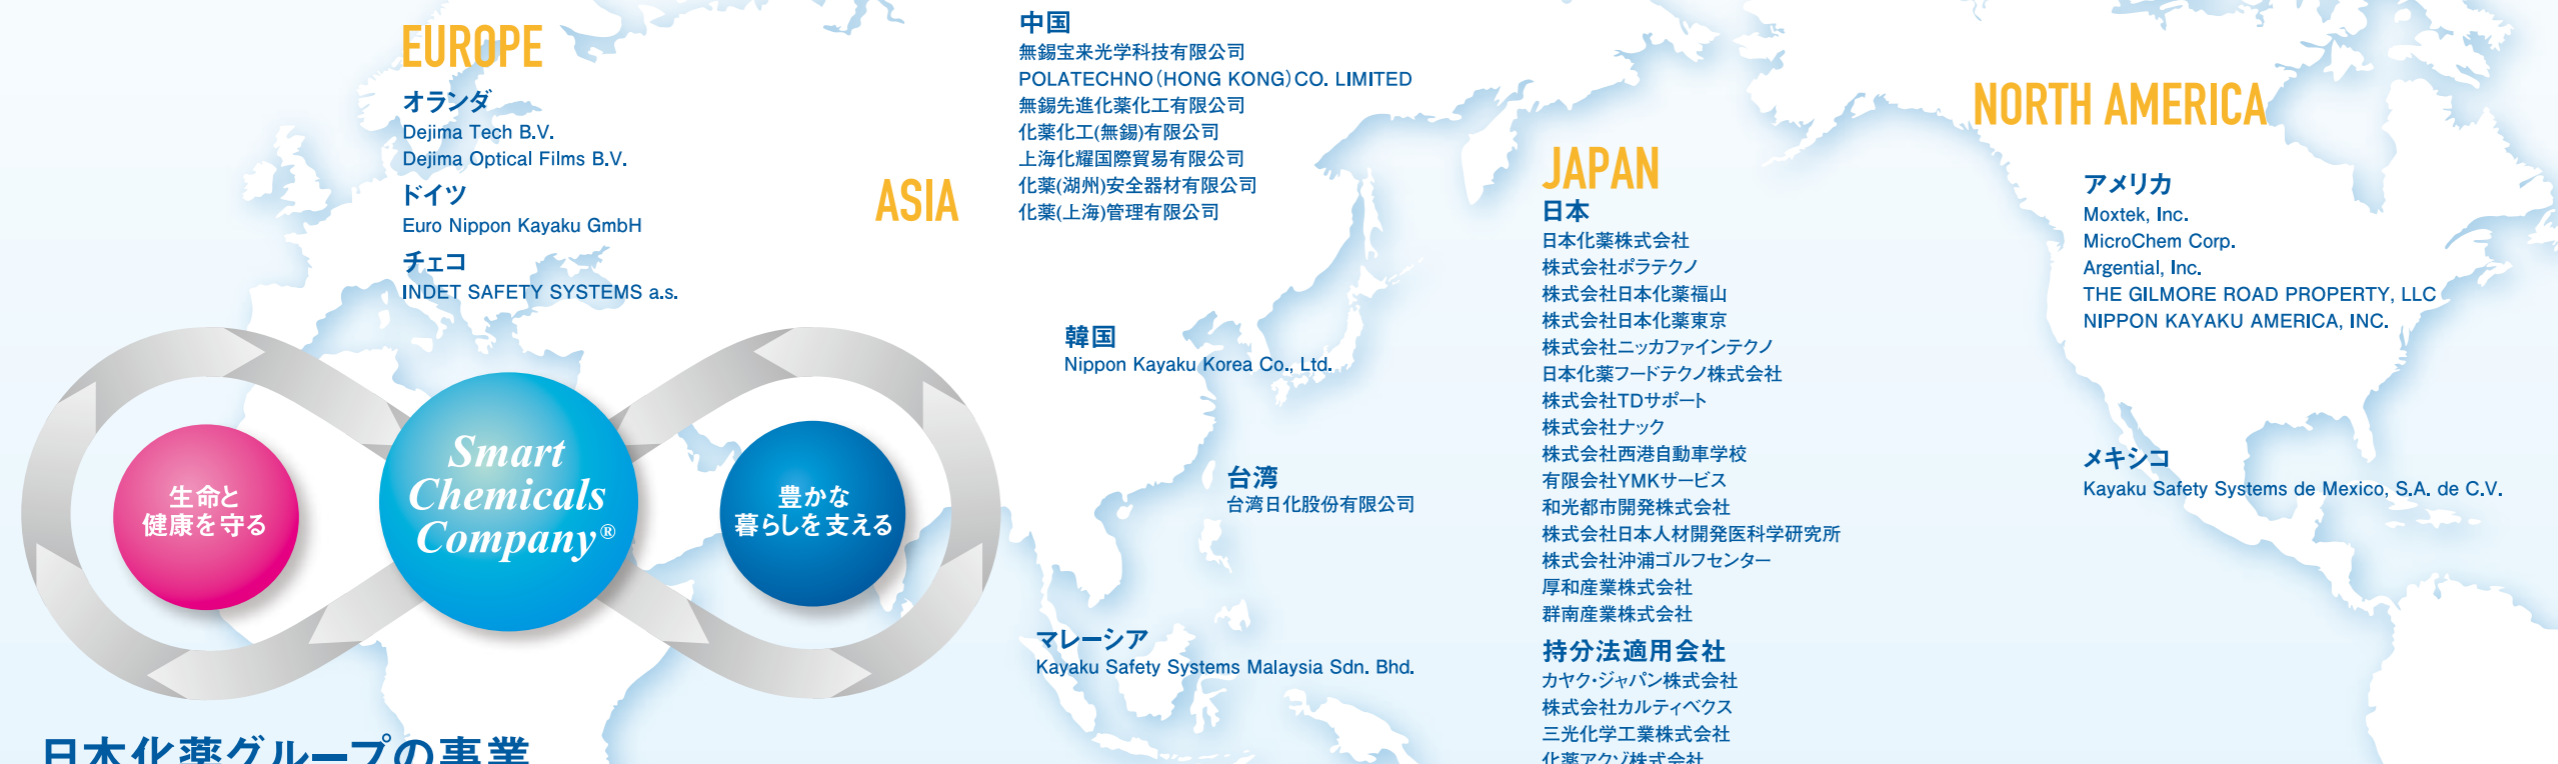 EUROPE
オランダ
Dejima Tech B.V.
Dejima Optical Films B.V.
ドイツ
Euro Nippon Kayaku GmbH
チェコ
INDET SAFETY SYSTEMS a.s.
ASIA
中国
無錫宝来光学科技有限公司
POLATECHNO(HONG KONG)CO. LIMITED
無錫先進化薬化工有限公司
化薬化工(無錫)有限公司
上海化耀国際貿易有限公司
化薬(湖州)安全器材有限公司
化薬(上海)管理有限公司
韓国
Nippon Kayaku Korea Co., Ltd.
台湾
台湾日化股份有限公司
マレーシア
Kayaku Safety Systems Malaysia Sdn. Bhd.
JAPAN
日本
日本化薬株式会社
株式会社ポラテクノ
株式会社日本化薬福山
株式会社日本化薬東京
株式会社ニッカファインテクノ
日本化薬フードテクノ株式会社
株式会社TDサポート
株式会社ナック
株式会社西港自動車学校
有限会社YMKサービス
和光都市開発株式会社
株式会社日本人材開発医科学研究所
株式会社沖浦ゴルフセンター
厚和産業株式会社
群南産業株式会社
持分法適用会社
カヤク・ジャパン株式会社
株式会社カルティベクス
三光化学工業株式会社
化薬アクゾ株式会社
NORTH AMERICA
アメリカ
Moxtek, Inc.
MicroChem Corp.
Argential, Inc.
THE GILMORE ROAD PROPERTY, LLC
NIPPON KAYAKU AMERICA, INC.
メキシコ
Kayaku Safety Systems de Mexico, S.A. de C.V.
生命と
健康を守る
Smart
Chemicals
Company®
豊かな
暮らしを支える
日本化薬グループの事業